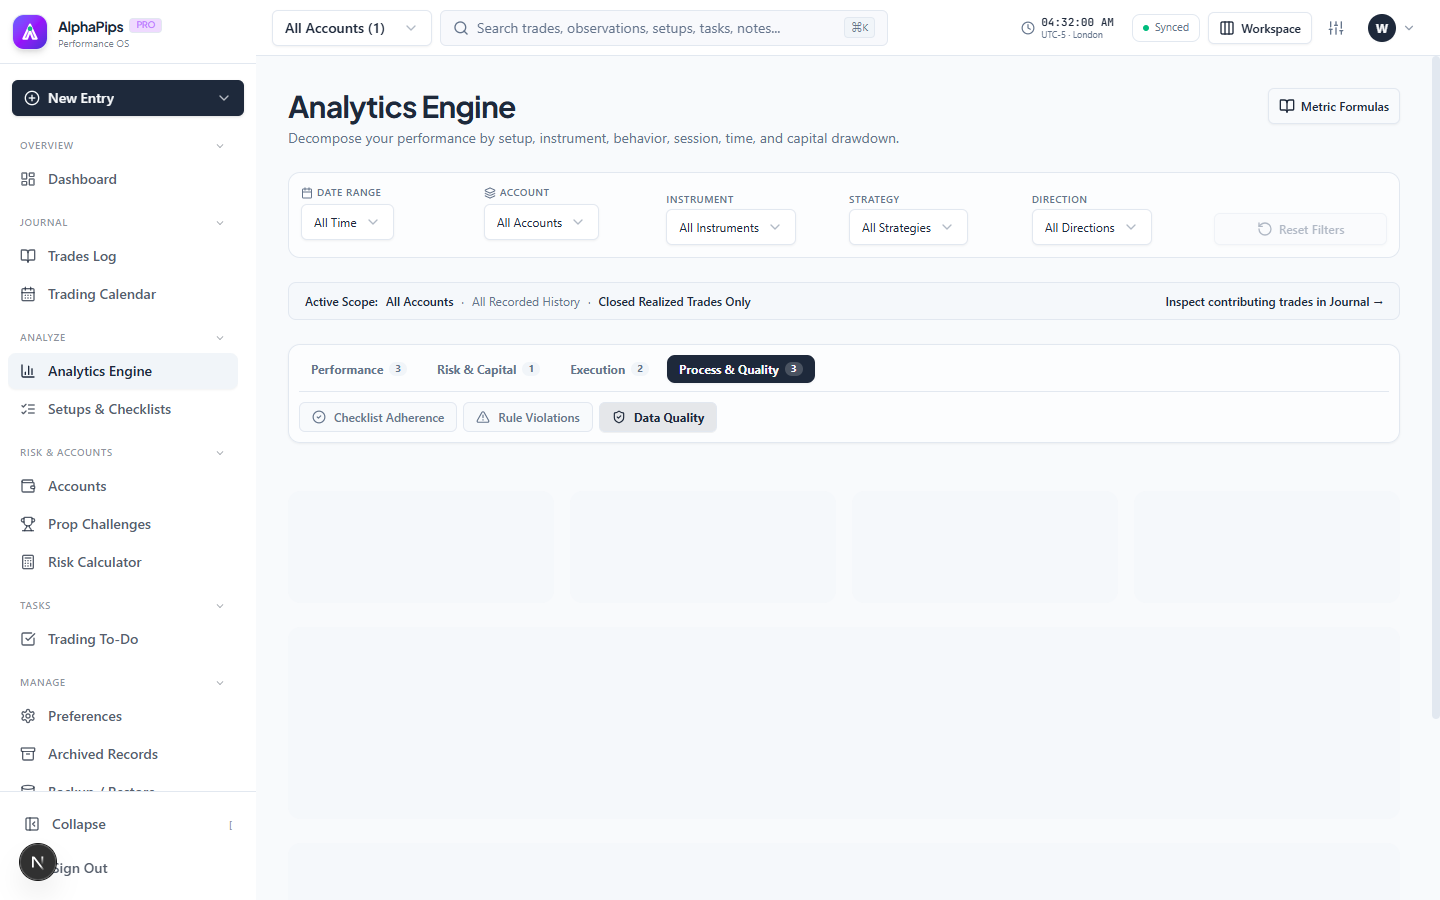 AlphaPips PRO
Performance OS
All Accounts (1)
Search trades, observations, setups, tasks, notes...
⌘K
04:32:00 AM
UTC-5 · London
Synced
Workspace
W
New Entry
OVERVIEW
Dashboard
JOURNAL
Trades Log
Trading Calendar
ANALYZE
Analytics Engine
Setups & Checklists
RISK & ACCOUNTS
Accounts
Prop Challenges
Risk Calculator
TASKS
Trading To-Do
MANAGE
Preferences
Archived Records
Backup / Restore
Collapse [
Sign Out
N
Analytics Engine
Metric Formulas
Decompose your performance by setup, instrument, behavior, session, time, and capital drawdown.
DATE RANGE
All Time
ACCOUNT
All Accounts
INSTRUMENT
All Instruments
STRATEGY
All Strategies
DIRECTION
All Directions
Reset Filters
Active Scope: All Accounts · All Recorded History · Closed Realized Trades Only
Inspect contributing trades in Journal →
Performance 3
Risk & Capital 1
Execution 2
Process & Quality 3
Checklist Adherence
Rule Violations
Data Quality